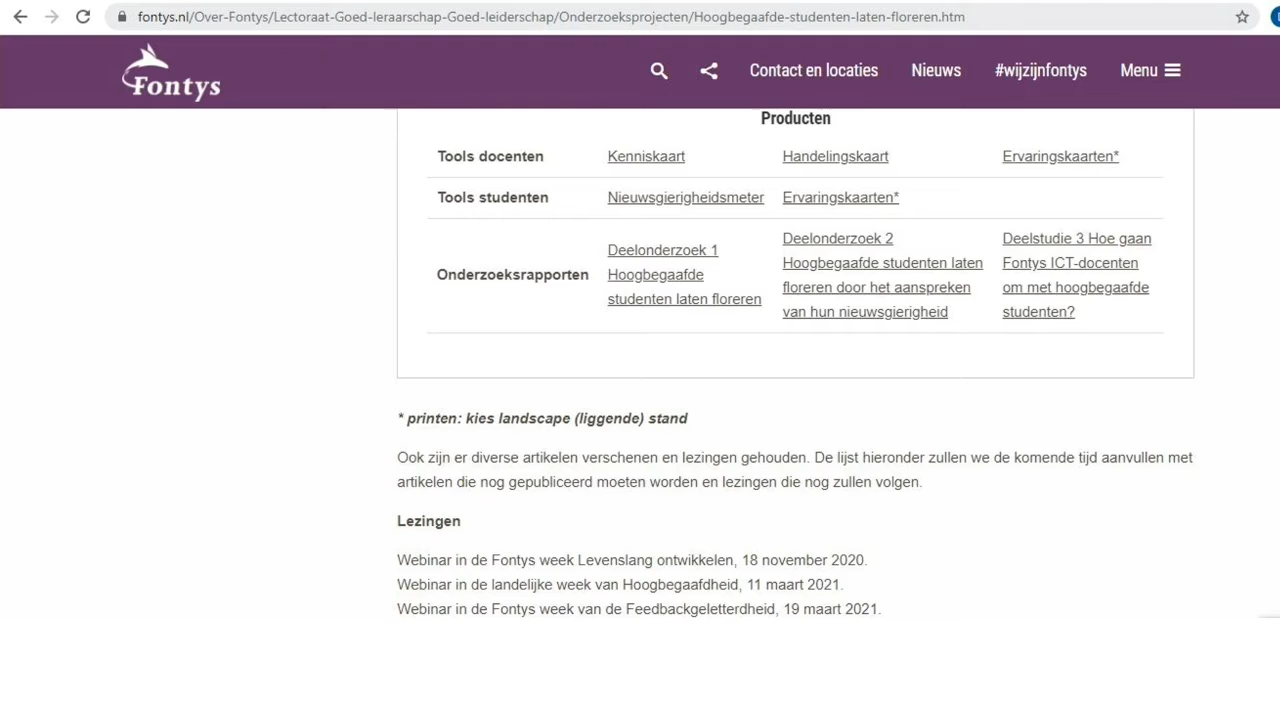 fontys.nl/Over-Fontys/Lectoraat-Goed-leraarschap-Goed-leiderschap/Onderzoeksprojecten/Hoogbegaafde-studenten-laten-floreren.htm
Fontys
Contact en locaties
Nieuws
#wijzijnfontys
Menu
Producten
Tools docenten
Kenniskaart
Handelingskaart
Ervaringskaarten*
Tools studenten
Nieuwsgierigheidsmeter
Ervaringskaarten*
Onderzoeksrapporten
Deelonderzoek 1
Hoogbegaafde
studenten laten floreren
Deelonderzoek 2
Hoogbegaafde studenten laten
floreren door het aanspreken
van hun nieuwsgierigheid
Deelstudie 3 Hoe gaan
Fontys ICT-docenten
om met hoogbegaafde
studenten?
* printen: kies landscape (liggende) stand
Ook zijn er diverse artikelen verschenen en lezingen gehouden. De lijst hieronder zullen we de komende tijd aanvullen met
artikelen die nog gepubliceerd moeten worden en lezingen die nog zullen volgen.
Lezingen
Webinar in de Fontys week Levenslang ontwikkelen, 18 november 2020.
Webinar in de landelijke week van Hoogbegaafdheid, 11 maart 2021.
Webinar in de Fontys week van de Feedbackgeletterdheid, 19 maart 2021.